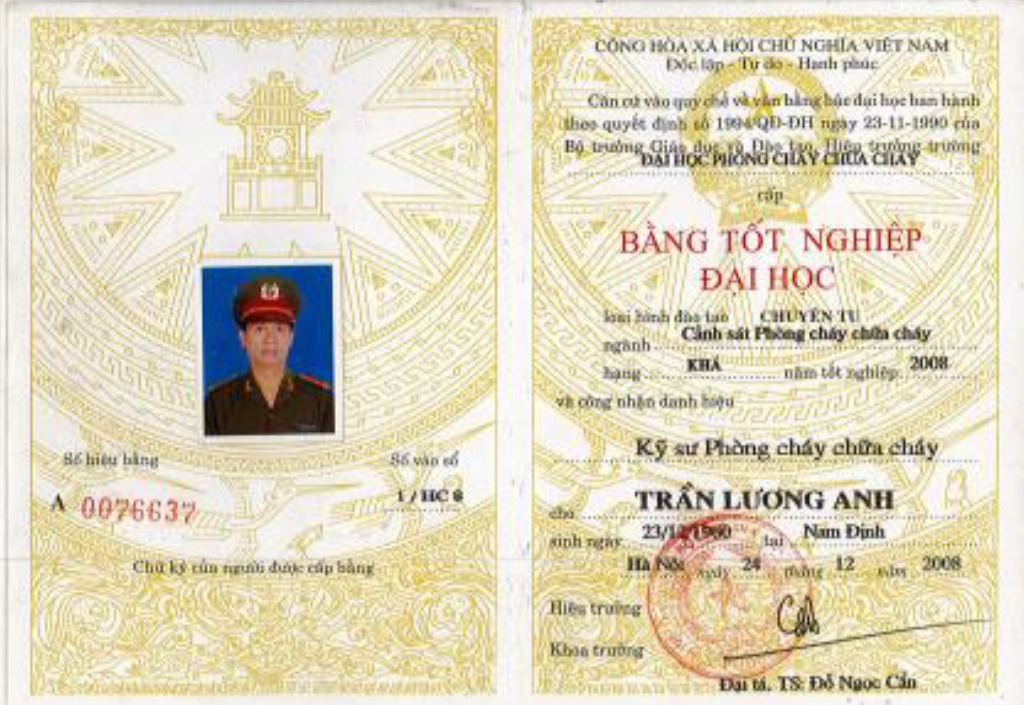 Số hiệu bằng
Số vào sổ
A 0076637
1 / HC 8
Chữ ký của người được cấp bằng
CỘNG HÒA XÃ HỘI CHỦ NGHĨA VIỆT NAM
Độc lập - Tự do - Hạnh phúc
Căn cứ vào quy chế về văn bằng bậc đại học ban hành
theo quyết định số 1994/QĐ-ĐH ngày 23-11-1990 của
Bộ trưởng Giáo dục và Đào tạo, Hiệu trưởng trường
ĐẠI HỌC PHÒNG CHÁY CHỮA CHÁY
cấp
BẰNG TỐT NGHIỆP
ĐẠI HỌC
loại hình đào tạo CHUYÊN TU
ngành Cảnh sát Phòng cháy chữa cháy
hạng KHÁ năm tốt nghiệp 2008
và công nhận danh hiệu
Kỹ sư Phòng cháy chữa cháy
cho TRẦN LƯƠNG ANH
sinh ngày tại Nam Định
Hà Nội ngày 24 tháng 12 năm 2008
Hiệu trưởng
Khoa trưởng
Đại tá, TS: Đỗ Ngọc Cẩn